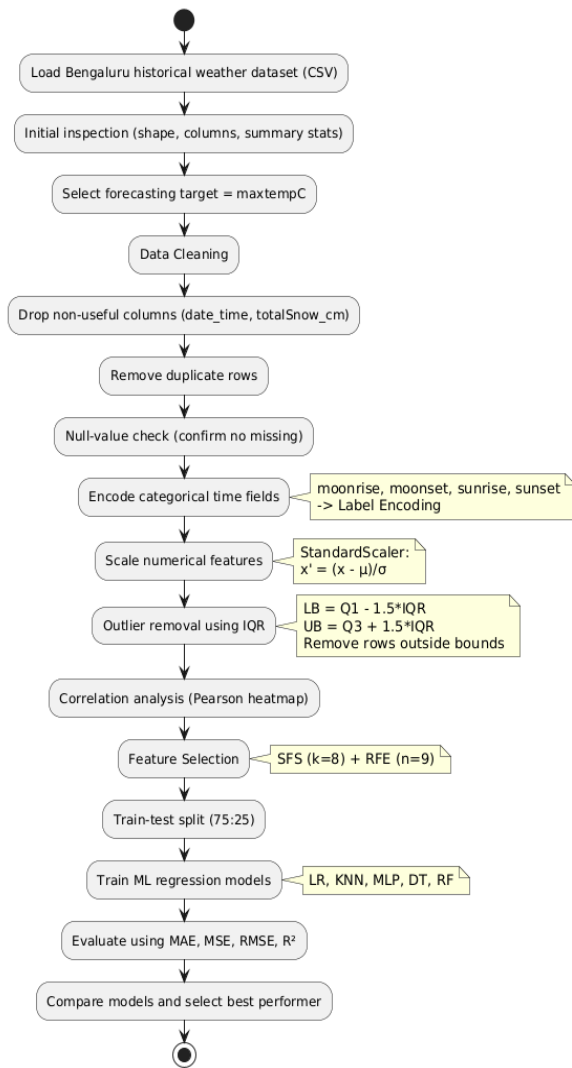 Load Bengaluru historical weather dataset (CSV)
Initial inspection (shape, columns, summary stats)
Select forecasting target = maxtempC
Data Cleaning
Drop non-useful columns (date_time, totalSnow_cm)
Remove duplicate rows
Null-value check (confirm no missing)
Encode categorical time fields
moonrise, moonset, sunrise, sunset
-> Label Encoding
Scale numerical features
StandardScaler:
x' = (x - μ)/σ
Outlier removal using IQR
LB = Q1 - 1.5*IQR
UB = Q3 + 1.5*IQR
Remove rows outside bounds
Correlation analysis (Pearson heatmap)
Feature Selection
SFS (k=8) + RFE (n=9)
Train-test split (75:25)
Train ML regression models
LR, KNN, MLP, DT, RF
Evaluate using MAE, MSE, RMSE, R²
Compare models and select best performer